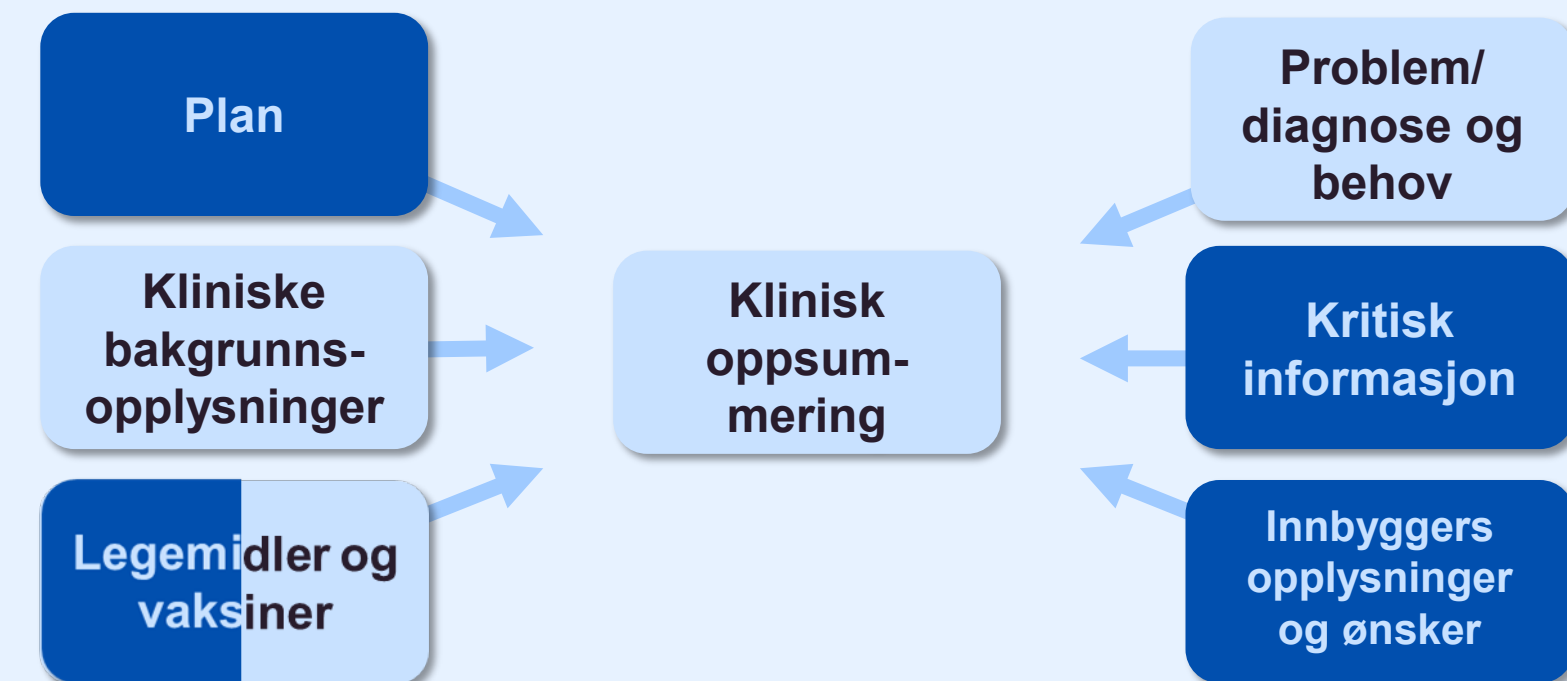 Plan
Kliniske
bakgrunns-
opplysninger
Legemidler og
vaksiner
Klinisk
oppsum-
mering
Problem/
diagnose og
behov
Kritisk
informasjon
Innbyggers
opplysninger
og ønsker